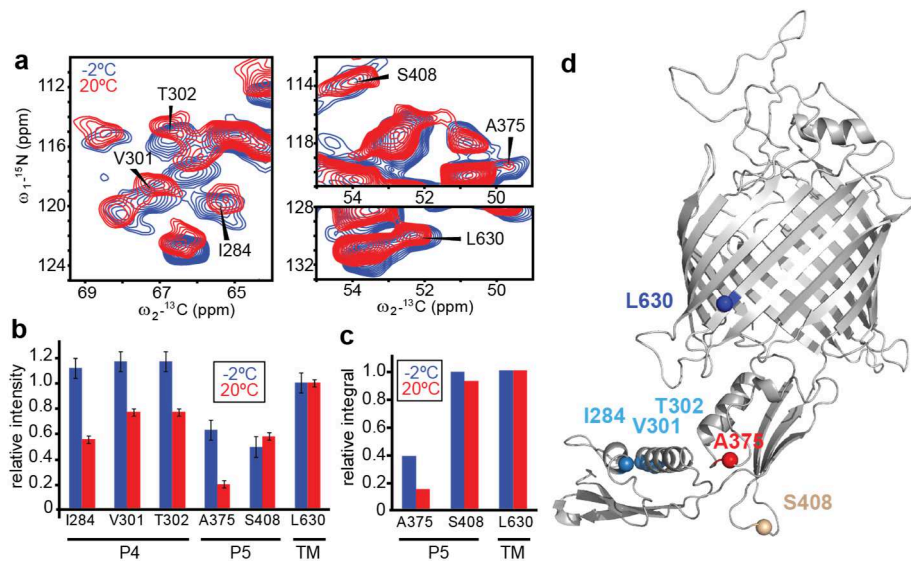 a
-2ºC
20ºC
T302
V301
I284
ω1-15N (ppm)
112
116
120
124
69
67
65
ω2-13C (ppm)
S408
A375
114
118
L630
128
132
54
52
50
ω2-13C (ppm)
b
-2ºC
20ºC
relative intensity
1.2
1.0
0.8
0.6
0.4
0.2
0
I284 V301 T302 A375 S408 L630
P4 P5 TM
c
-2ºC
20ºC
relative integral
1.2
1.0
0.8
0.6
0.4
0.2
0
A375 S408 L630
P5 TM
d
L630
I284 T302
V301 A375
S408